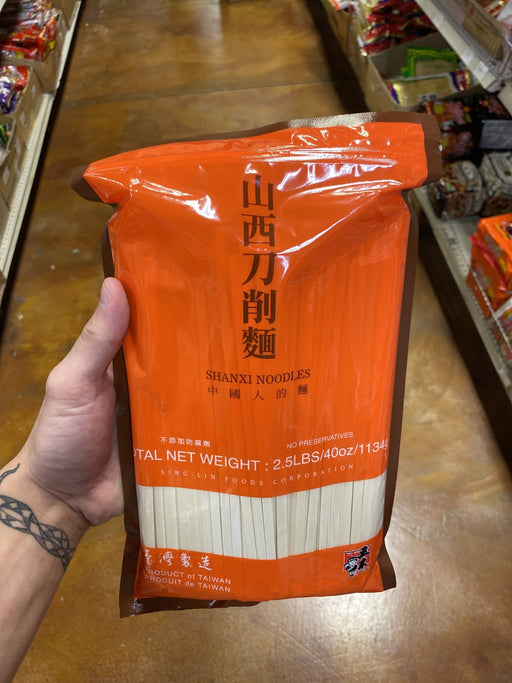 山西刀削麵
SHANXI NOODLES
中國人的麵
不添加防腐劑
NO PRESERVATIVES
TOTAL NET WEIGHT : 2.5LBS/40oz/1134g
SING-LIN FOODS CORPORATION
臺灣製造
PRODUCT of TAIWAN
PRODUIT de TAIWAN